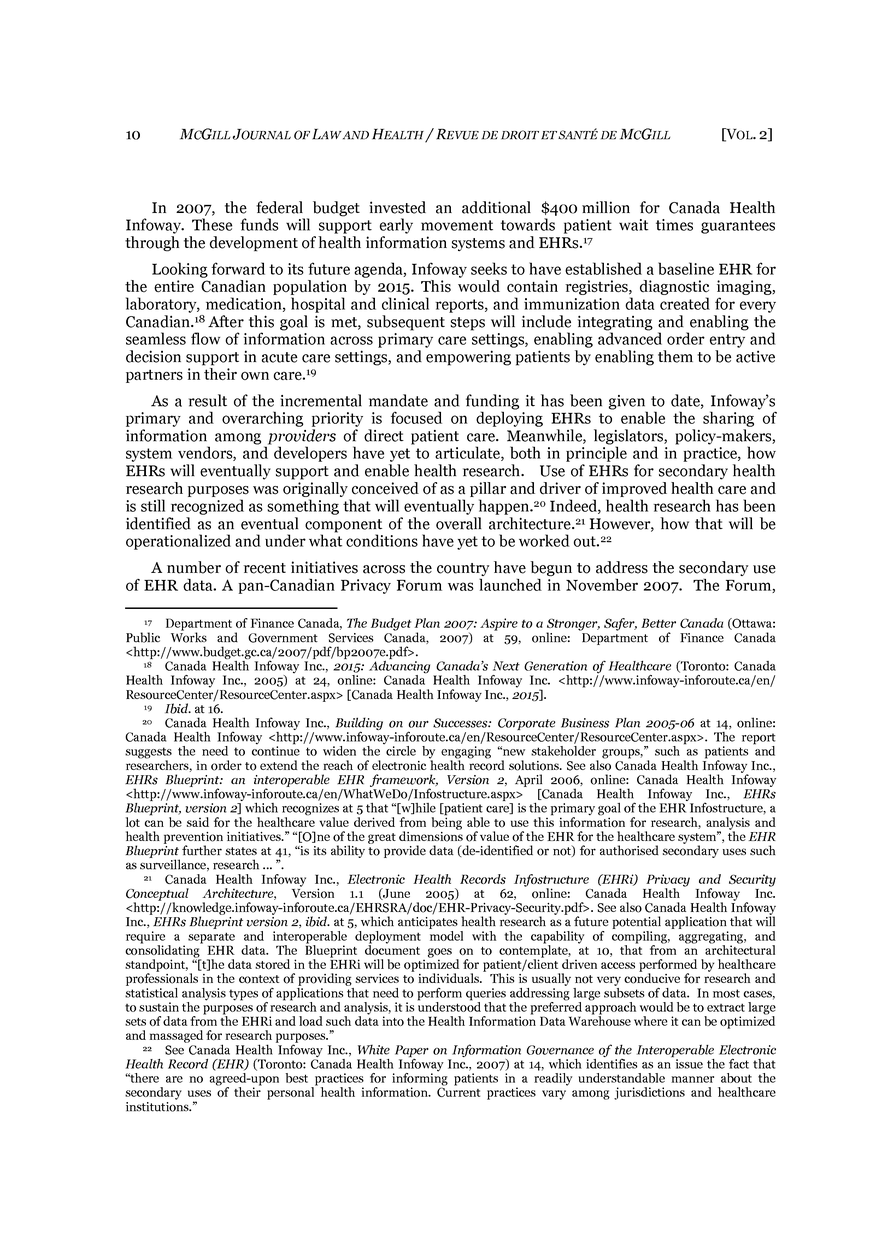 10 MCGILL JOURNAL OF LAW AND HEALTH / REVUE DE DROIT ET SANTÉ DE MCGILL [VOL. 2]
In 2007, the federal budget invested an additional $400 million for Canada Health
Infoway. These funds will support early movement towards patient wait times guarantees
through the development of health information systems and EHRs.17
Looking forward to its future agenda, Infoway seeks to have established a baseline EHR for
the entire Canadian population by 2015. This would contain registries, diagnostic imaging,
laboratory, medication, hospital and clinical reports, and immunization data created for every
Canadian.18 After this goal is met, subsequent steps will include integrating and enabling the
seamless flow of information across primary care settings, enabling advanced order entry and
decision support in acute care settings, and empowering patients by enabling them to be active
partners in their own care.19
As a result of the incremental mandate and funding it has been given to date, Infoway's
primary and overarching priority is focused on deploying EHRs to enable the sharing of
information among providers of direct patient care. Meanwhile, legislators, policy-makers,
system vendors, and developers have yet to articulate, both in principle and in practice, how
EHRs will eventually support and enable health research. Use of EHRs for secondary health
research purposes was originally conceived of as a pillar and driver of improved health care and
is still recognized as something that will eventually happen.20 Indeed, health research has been
identified as an eventual component of the overall architecture.21 However, how that will be
operationalized and under what conditions have yet to be worked out.22
A number of recent initiatives across the country have begun to address the secondary use
of EHR data. A pan-Canadian Privacy Forum was launched in November 2007. The Forum,
17 Department of Finance Canada, The Budget Plan 2007: Aspire to a Stronger, Safer, Better Canada (Ottawa:
Public Works and Government Services Canada, 2007) at 59, online: Department of Finance Canada
<http://www.budget.gc.ca/2007/pdf/bp2007e.pdf>.
18 Canada Health Infoway Inc., 2015: Advancing Canada's Next Generation of Healthcare (Toronto: Canada
Health Infoway Inc., 2005) at 24, online: Canada Health Infoway Inc. <http://www.infoway-inforoute.ca/en/
ResourceCenter/ResourceCenter.aspx> [Canada Health Infoway Inc., 2015].
19 Ibid. at 16.
20 Canada Health Infoway Inc., Building on our Successes: Corporate Business Plan 2005-06 at 14, online:
Canada Health Infoway <http://www.infoway-inforoute.ca/en/ResourceCenter/ResourceCenter.aspx>. The report
suggests the need to continue to widen the circle by engaging "new stakeholder groups," such as patients and
researchers, in order to extend the reach of electronic health record solutions. See also Canada Health Infoway Inc.,
EHRs Blueprint: an interoperable EHR framework, Version 2, April 2006, online: Canada Health Infoway
<http://www.infoway-inforoute.ca/en/WhatWeDo/Infostructure.aspx> [Canada Health Infoway Inc., EHRs
Blueprint, version 2] which recognizes at 5 that "[w]hile [patient care] is the primary goal of the EHR Infostructure, a
lot can be said for the healthcare value derived from being able to use this information for research, analysis and
health prevention initiatives." "[O]ne of the great dimensions of value of the EHR for the healthcare system", the EHR
Blueprint further states at 41, "is its ability to provide data (de-identified or not) for authorised secondary uses such
as surveillance, research ... ".
21 Canada Health Infoway Inc., Electronic Health Records Infostructure (EHRi) Privacy and Security
Conceptual Architecture, Version 1.1 (June 2005) at 62, online: Canada Health Infoway Inc.
<http://knowledge.infoway-inforoute.ca/EHRSRA/doc/EHR-Privacy-Security.pdf>. See also Canada Health Infoway
Inc., EHRs Blueprint version 2, ibid. at 5, which anticipates health research as a future potential application that will
require a separate and interoperable deployment model with the capability of compiling, aggregating, and
consolidating EHR data. The Blueprint document goes on to contemplate, at 10, that from an architectural
standpoint, "[t]he data stored in the EHRi will be optimized for patient/client driven access performed by healthcare
professionals in the context of providing services to individuals. This is usually not very conducive for research and
statistical analysis types of applications that need to perform queries addressing large subsets of data. In most cases,
to sustain the purposes of research and analysis, it is understood that the preferred approach would be to extract large
sets of data from the EHRi and load such data into the Health Information Data Warehouse where it can be optimized
and massaged for research purposes."
22 See Canada Health Infoway Inc., White Paper on Information Governance of the Interoperable Electronic
Health Record (EHR) (Toronto: Canada Health Infoway Inc., 2007) at 14, which identifies as an issue the fact that
"there are no agreed-upon best practices for informing patients in a readily understandable manner about the
secondary uses of their personal health information. Current practices vary among jurisdictions and healthcare
institutions."